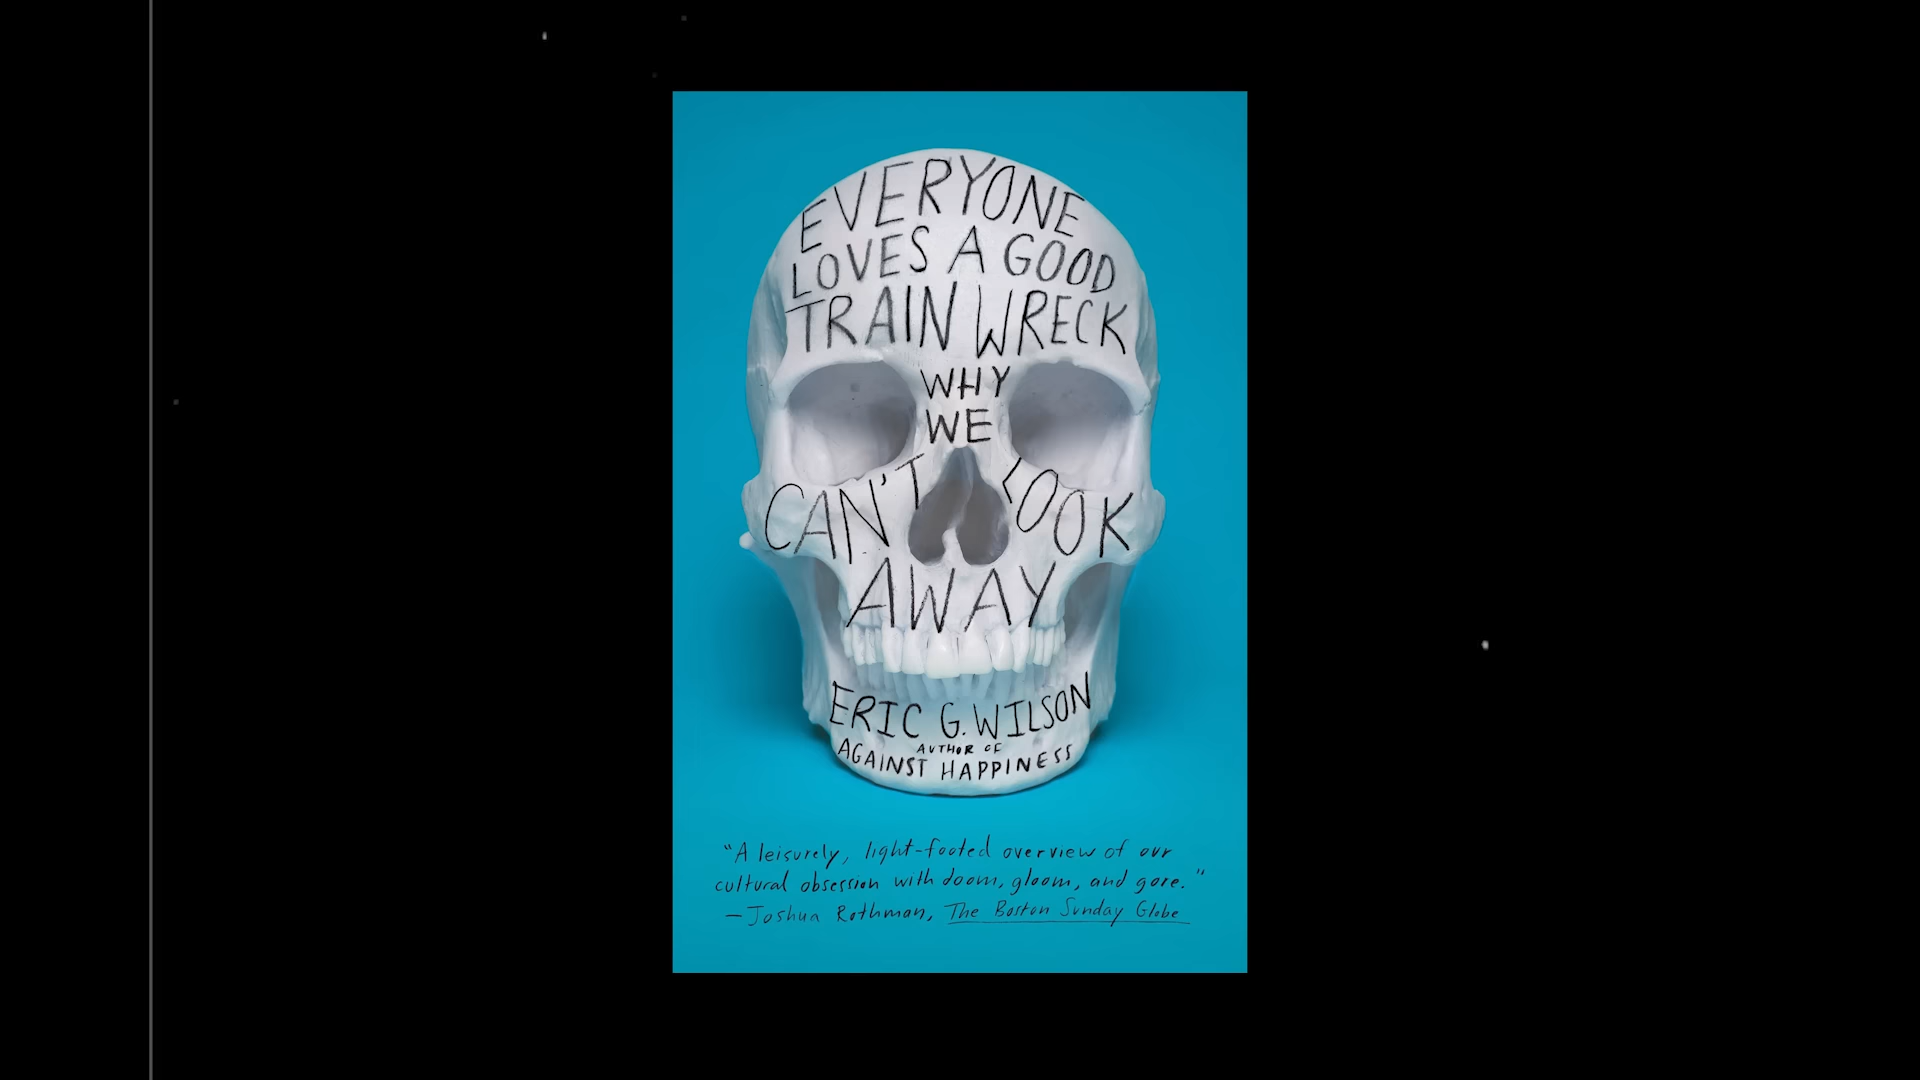 EVERYONE
LOVES A GOOD
TRAIN WRECK
WHY
WE
CAN'T LOOK
AWAY
ERIC G. WILSON
AUTHOR OF
AGAINST HAPPINESS
"A leisurely, light-footed overview of our
cultural obsession with doom, gloom, and gore."
—Joshua Rothman, The Boston Sunday Globe